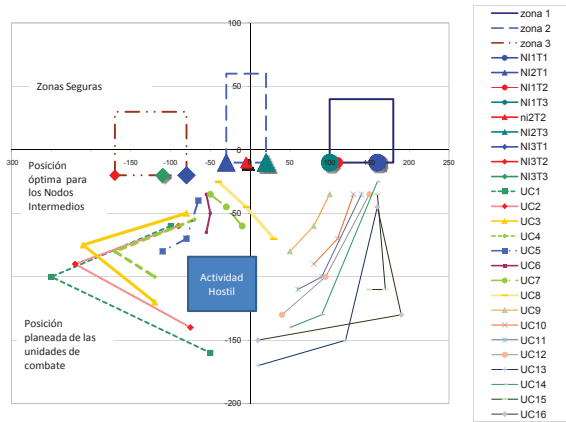 100
50
0
-50
-100
-150
-200
300
-150
-100
-50
0
50
100
150
200
250
Zonas Seguras
Posición
óptima para
los Nodos
Intermedios
Actividad
Hostil
Posición
planeada de las
unidades de
combate
zona 1
zona 2
zona 3
NI1T1
NI2T1
NI1T2
NI1T3
ni2T2
NI2T3
NI3T1
NI3T2
NI3T3
UC1
UC2
UC3
UC4
UC5
UC6
UC7
UC8
UC9
UC10
UC11
UC12
UC13
UC14
UC15
UC16